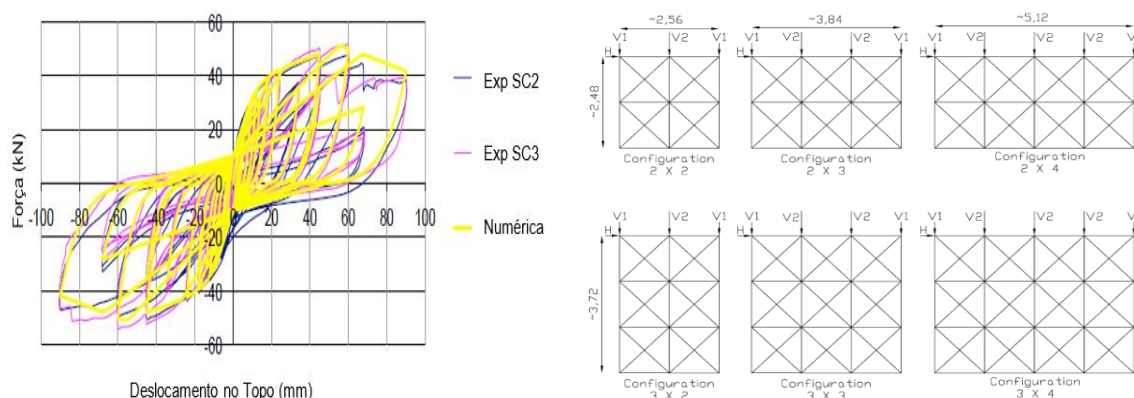 60
40
20
0
-20
-40
-60
-100 -80 -60 -40 -20 0 20 40 60 80 100
Força (kN)
Deslocamento no Topo (mm)
Exp SC2
Exp SC3
Numérica
~2,56
V1 V2 V1
H
~2,48
Configuration
2 X 2
~3,84
V1 V2 V2 V1
H
Configuration
2 X 3
~5,12
V1 V2 V2 V2 V
H
Configuration
2 X 4
V1 V2 V1
H
~3,72
Configuration
3 X 2
V1 V2 V2 V1
H
Configuration
3 X 3
V1 V2 V2 V2 V
H
Configuration
3 X 4